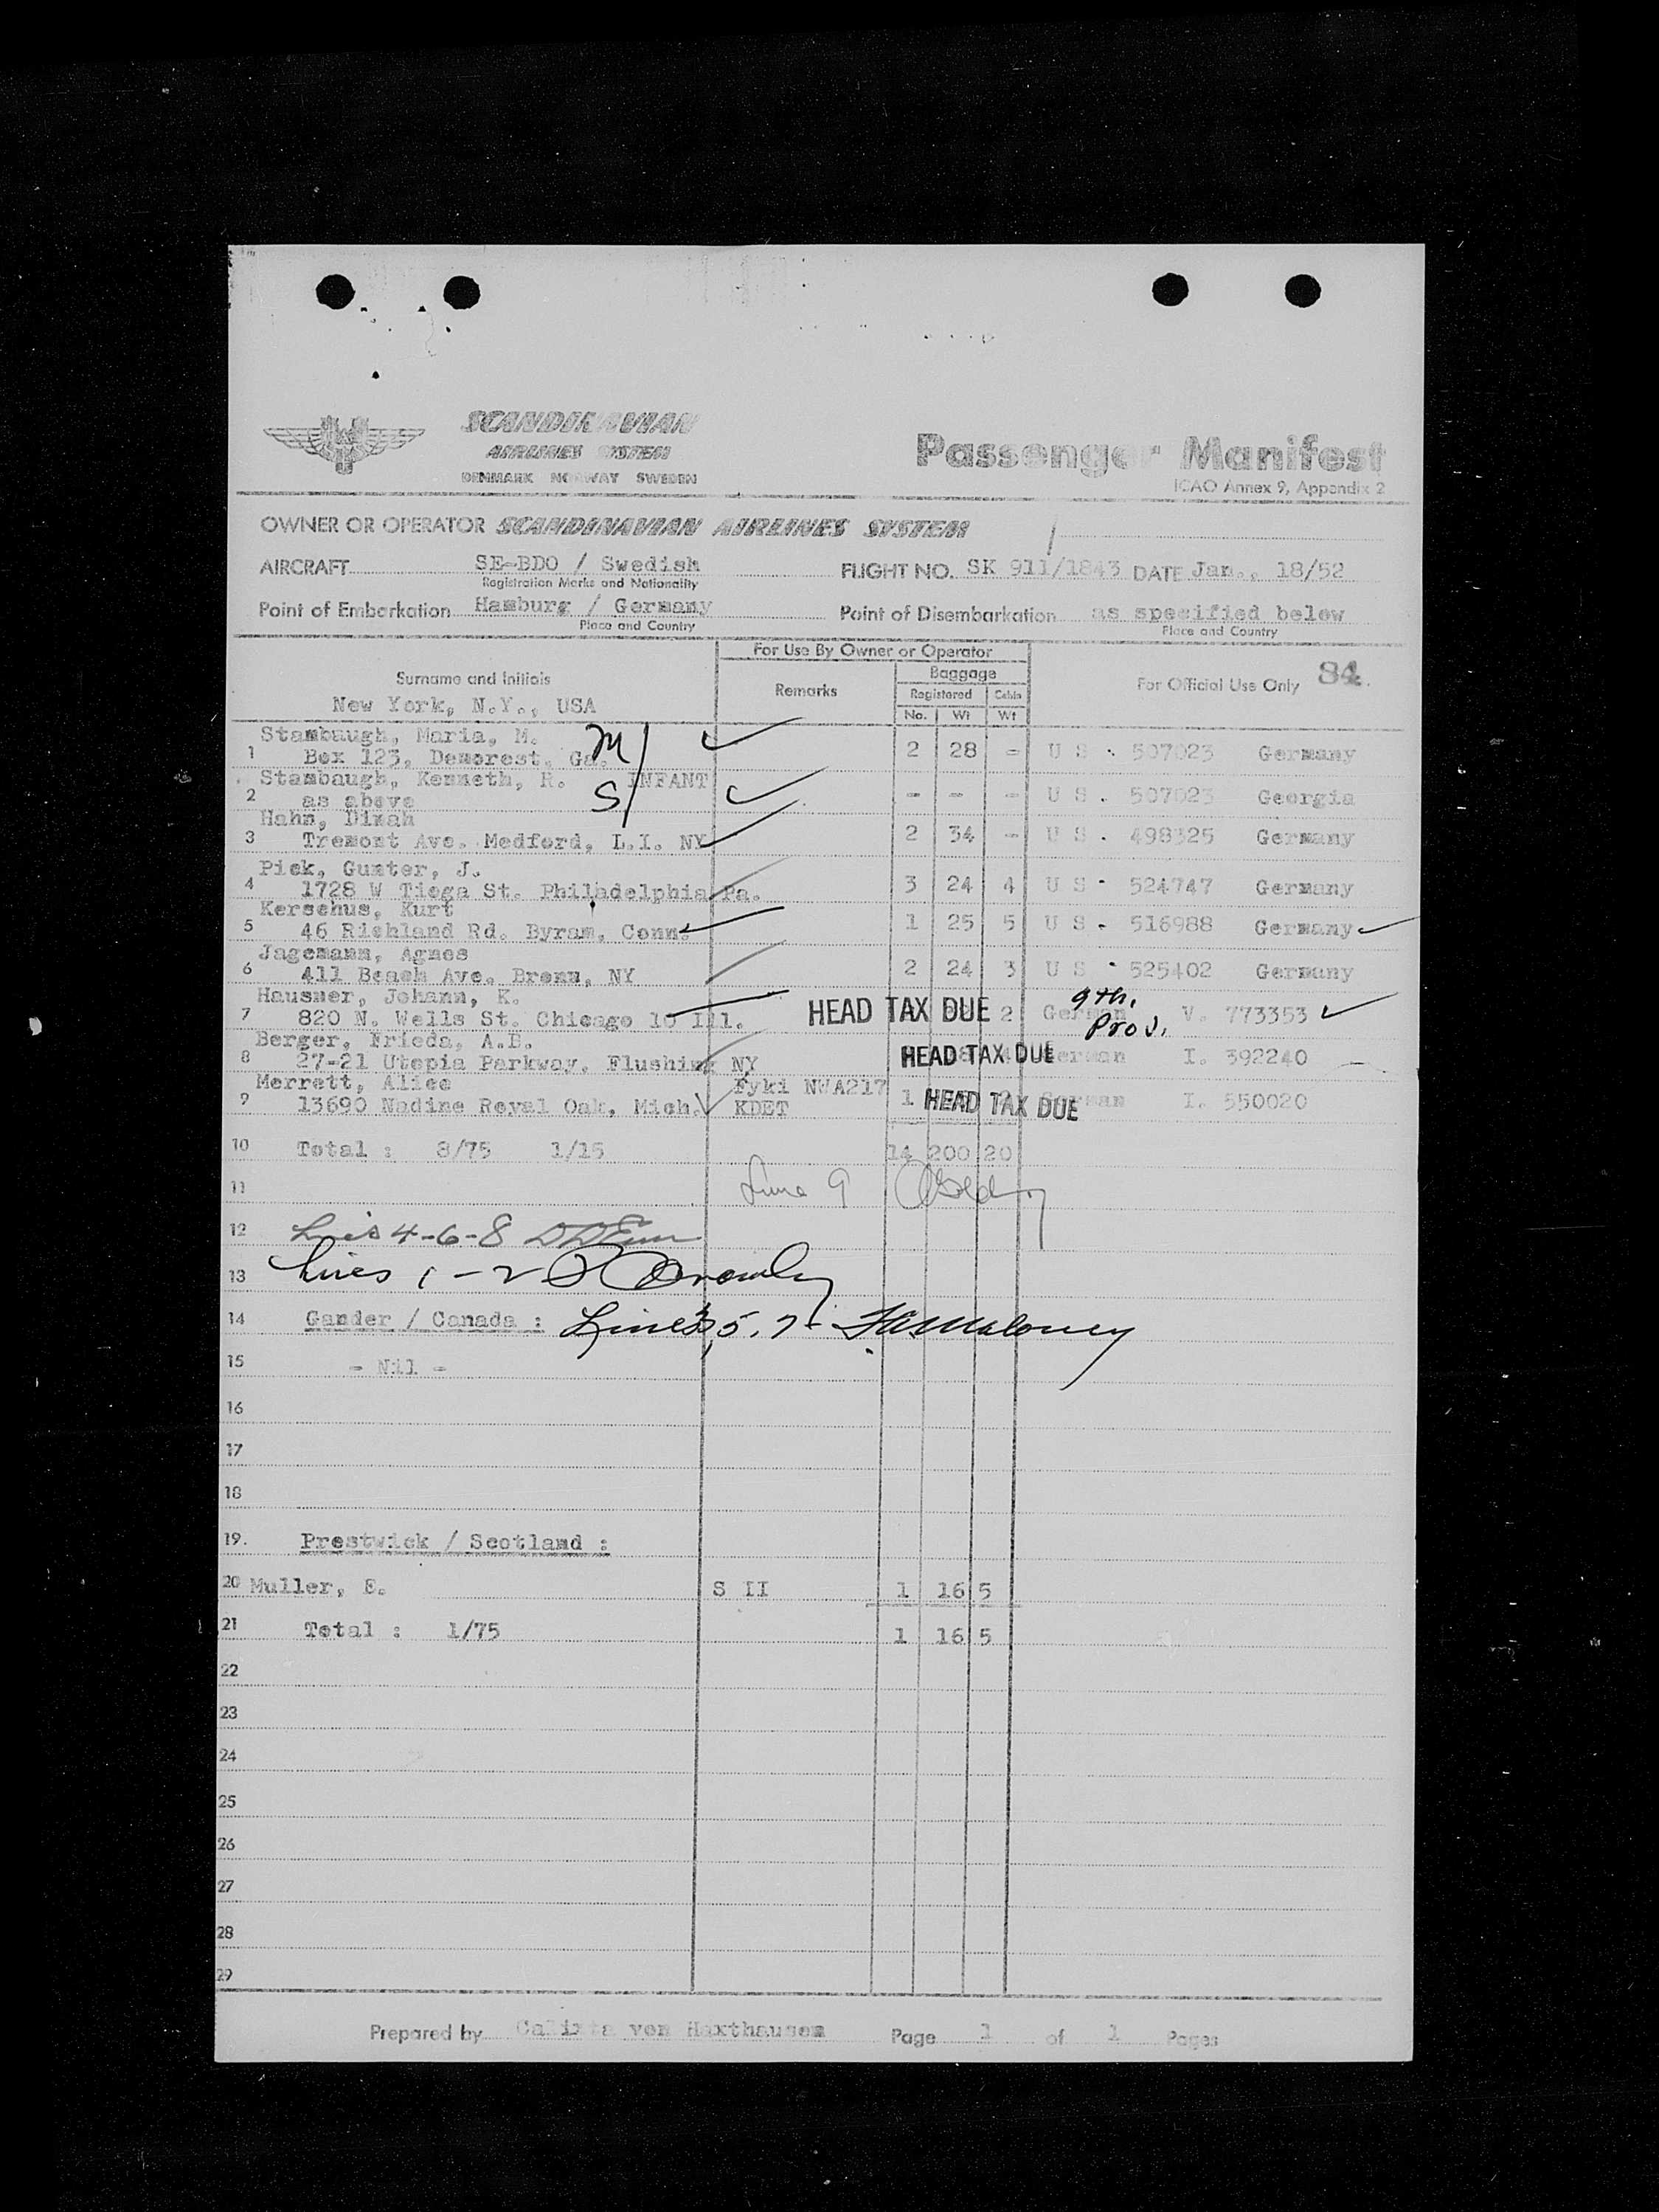 SCANDINAVIAN
AIRLINES SYSTEM
DENMARK NORWAY SWEDEN
Passenger Manifest
ICAO Annex 9, Appendix 2
OWNER OR OPERATOR SCANDINAVIAN AIRLINES SYSTEM
AIRCRAFT SE-BDO / Swedish FLIGHT NO. SK 911/1843 DATE Jan., 18/52
Registration Marks and Nationality
Point of Embarkation Hamburg / Germany Point of Disembarkation as specified below
Place and Country Place and Country
For Use By Owner or Operator
Surname and Initials Remarks Baggage For Official Use Only 84.
Registered Cabin
New York, N.Y., USA No. Wt Wt
Stambaugh, Maria, M. M/
1 Box 123, Demorest, Ga. 2 28 - U S . 507023 Germany
Stambaugh, Kenneth, R. INFANT S/
2 as above - - - U S . 507023 Georgia
Hahn, Dinah
3 Tremont Ave. Medford, L.I. NY 2 34 - U S . 498325 Germany
Pick, Gunter, J.
4 1728 W Tioga St. Philadelphia Pa. 3 24 4 U S - 524747 Germany
Kerschus, Kurt
5 46 Richland Rd. Byram, Conn. 1 25 5 U S - 516988 Germany
Jagemann, Agnes
6 411 Beach Ave. Bronx, NY 2 24 3 U S - 525402 Germany
Hausner, Johann, K. 9th.
7 820 N. Wells St. Chicago 10 Ill. HEAD TAX DUE 2 German V. 773353
Prov.
Berger, Frieda, A.E.
8 27-21 Utopia Parkway, Flushing NY HEAD TAX DUE German I. 392240
Merrett, Alice Fyki NWA217
9 13690 Nadine Royal Oak, Mich. KDET 1 HEAD TAX DUE German I. 550020
10 Total : 8/75 1/15 14 200 20
11 Line 9
12 4-6-8
13 Lines 1-2
14 Gander / Canada : Lines 3, 5, 7 - Maloney
15 - Nil -
16
17
18
19. Prestwick / Scotland :
20 Muller, E. S II 1 16 5
21 Total : 1/75 1 16 5
22
23
24
25
26
27
28
29
Prepared by Calixta von Haxthausen Page 1 of 1 Pages